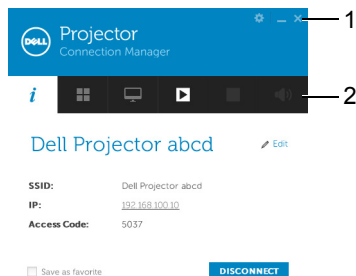 DELL
Projector
Connection Manager
1
i
2
Dell Projector abcd
Edit
SSID: Dell Projector abcd
IP: 192.168.100.10
Access Code: 5037
Save as favorite
DISCONNECT